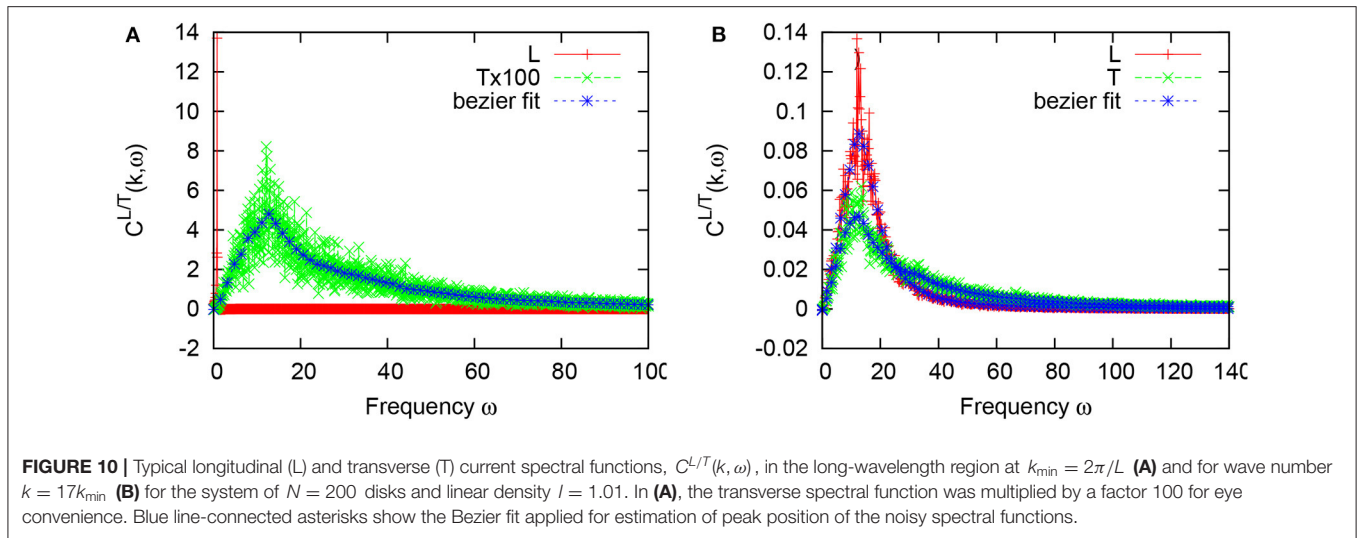 A
14
12
10
8
6
4
2
0
-2
0 20 40 60 80 100
C^L/T(k,ω)
Frequency ω
L
Tx100
bezier fit
B
0.14
0.12
0.10
0.08
0.06
0.04
0.02
0
-0.02
0 20 40 60 80 100 120 140
C^L/T(k,ω)
Frequency ω
L
T
bezier fit
FIGURE 10 | Typical longitudinal (L) and transverse (T) current spectral functions, C^L/T(k, ω), in the long-wavelength region at k_min = 2π/L (A) and for wave number
k = 17k_min (B) for the system of N = 200 disks and linear density l = 1.01. In (A), the transverse spectral function was multiplied by a factor 100 for eye
convenience. Blue line-connected asterisks show the Bezier fit applied for estimation of peak position of the noisy spectral functions.